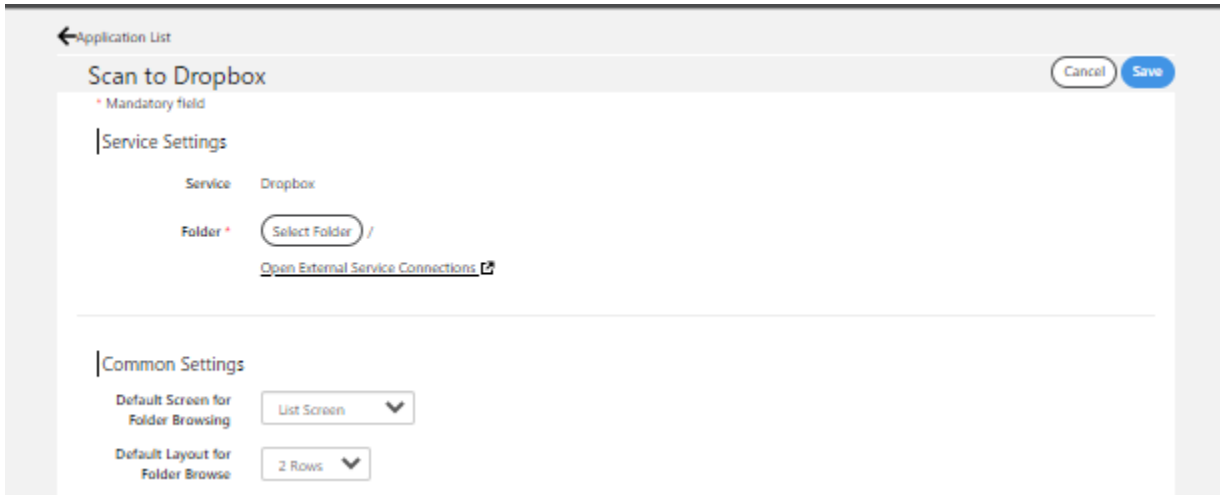 Application List
Scan to Dropbox
Cancel
Save
* Mandatory field
Service Settings
Service Dropbox
Folder * Select Folder /
Open External Service Connections
Common Settings
Default Screen for
Folder Browsing
List Screen
Default Layout for
Folder Browse
2 Rows